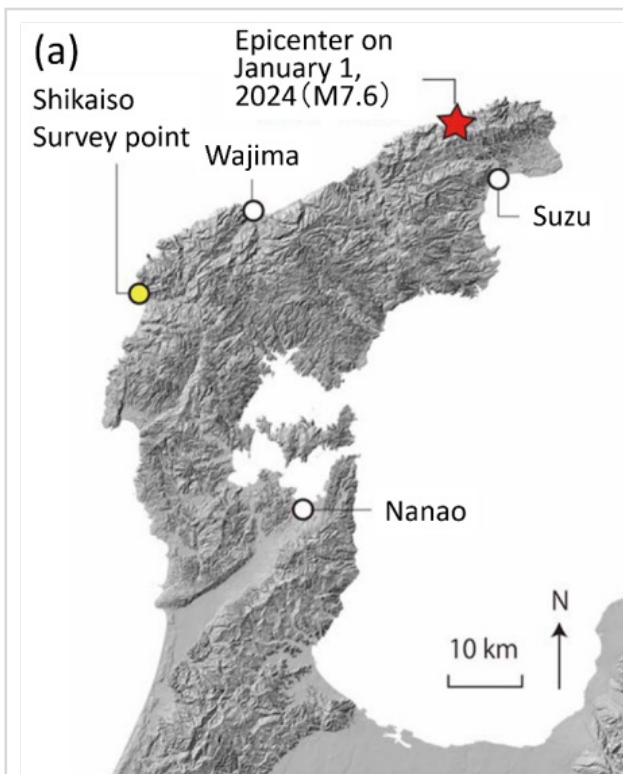 (a)
Epicenter on
January 1,
2024（M7.6）
Shikaiso
Survey point
Wajima
Suzu
Nanao
N
10 km